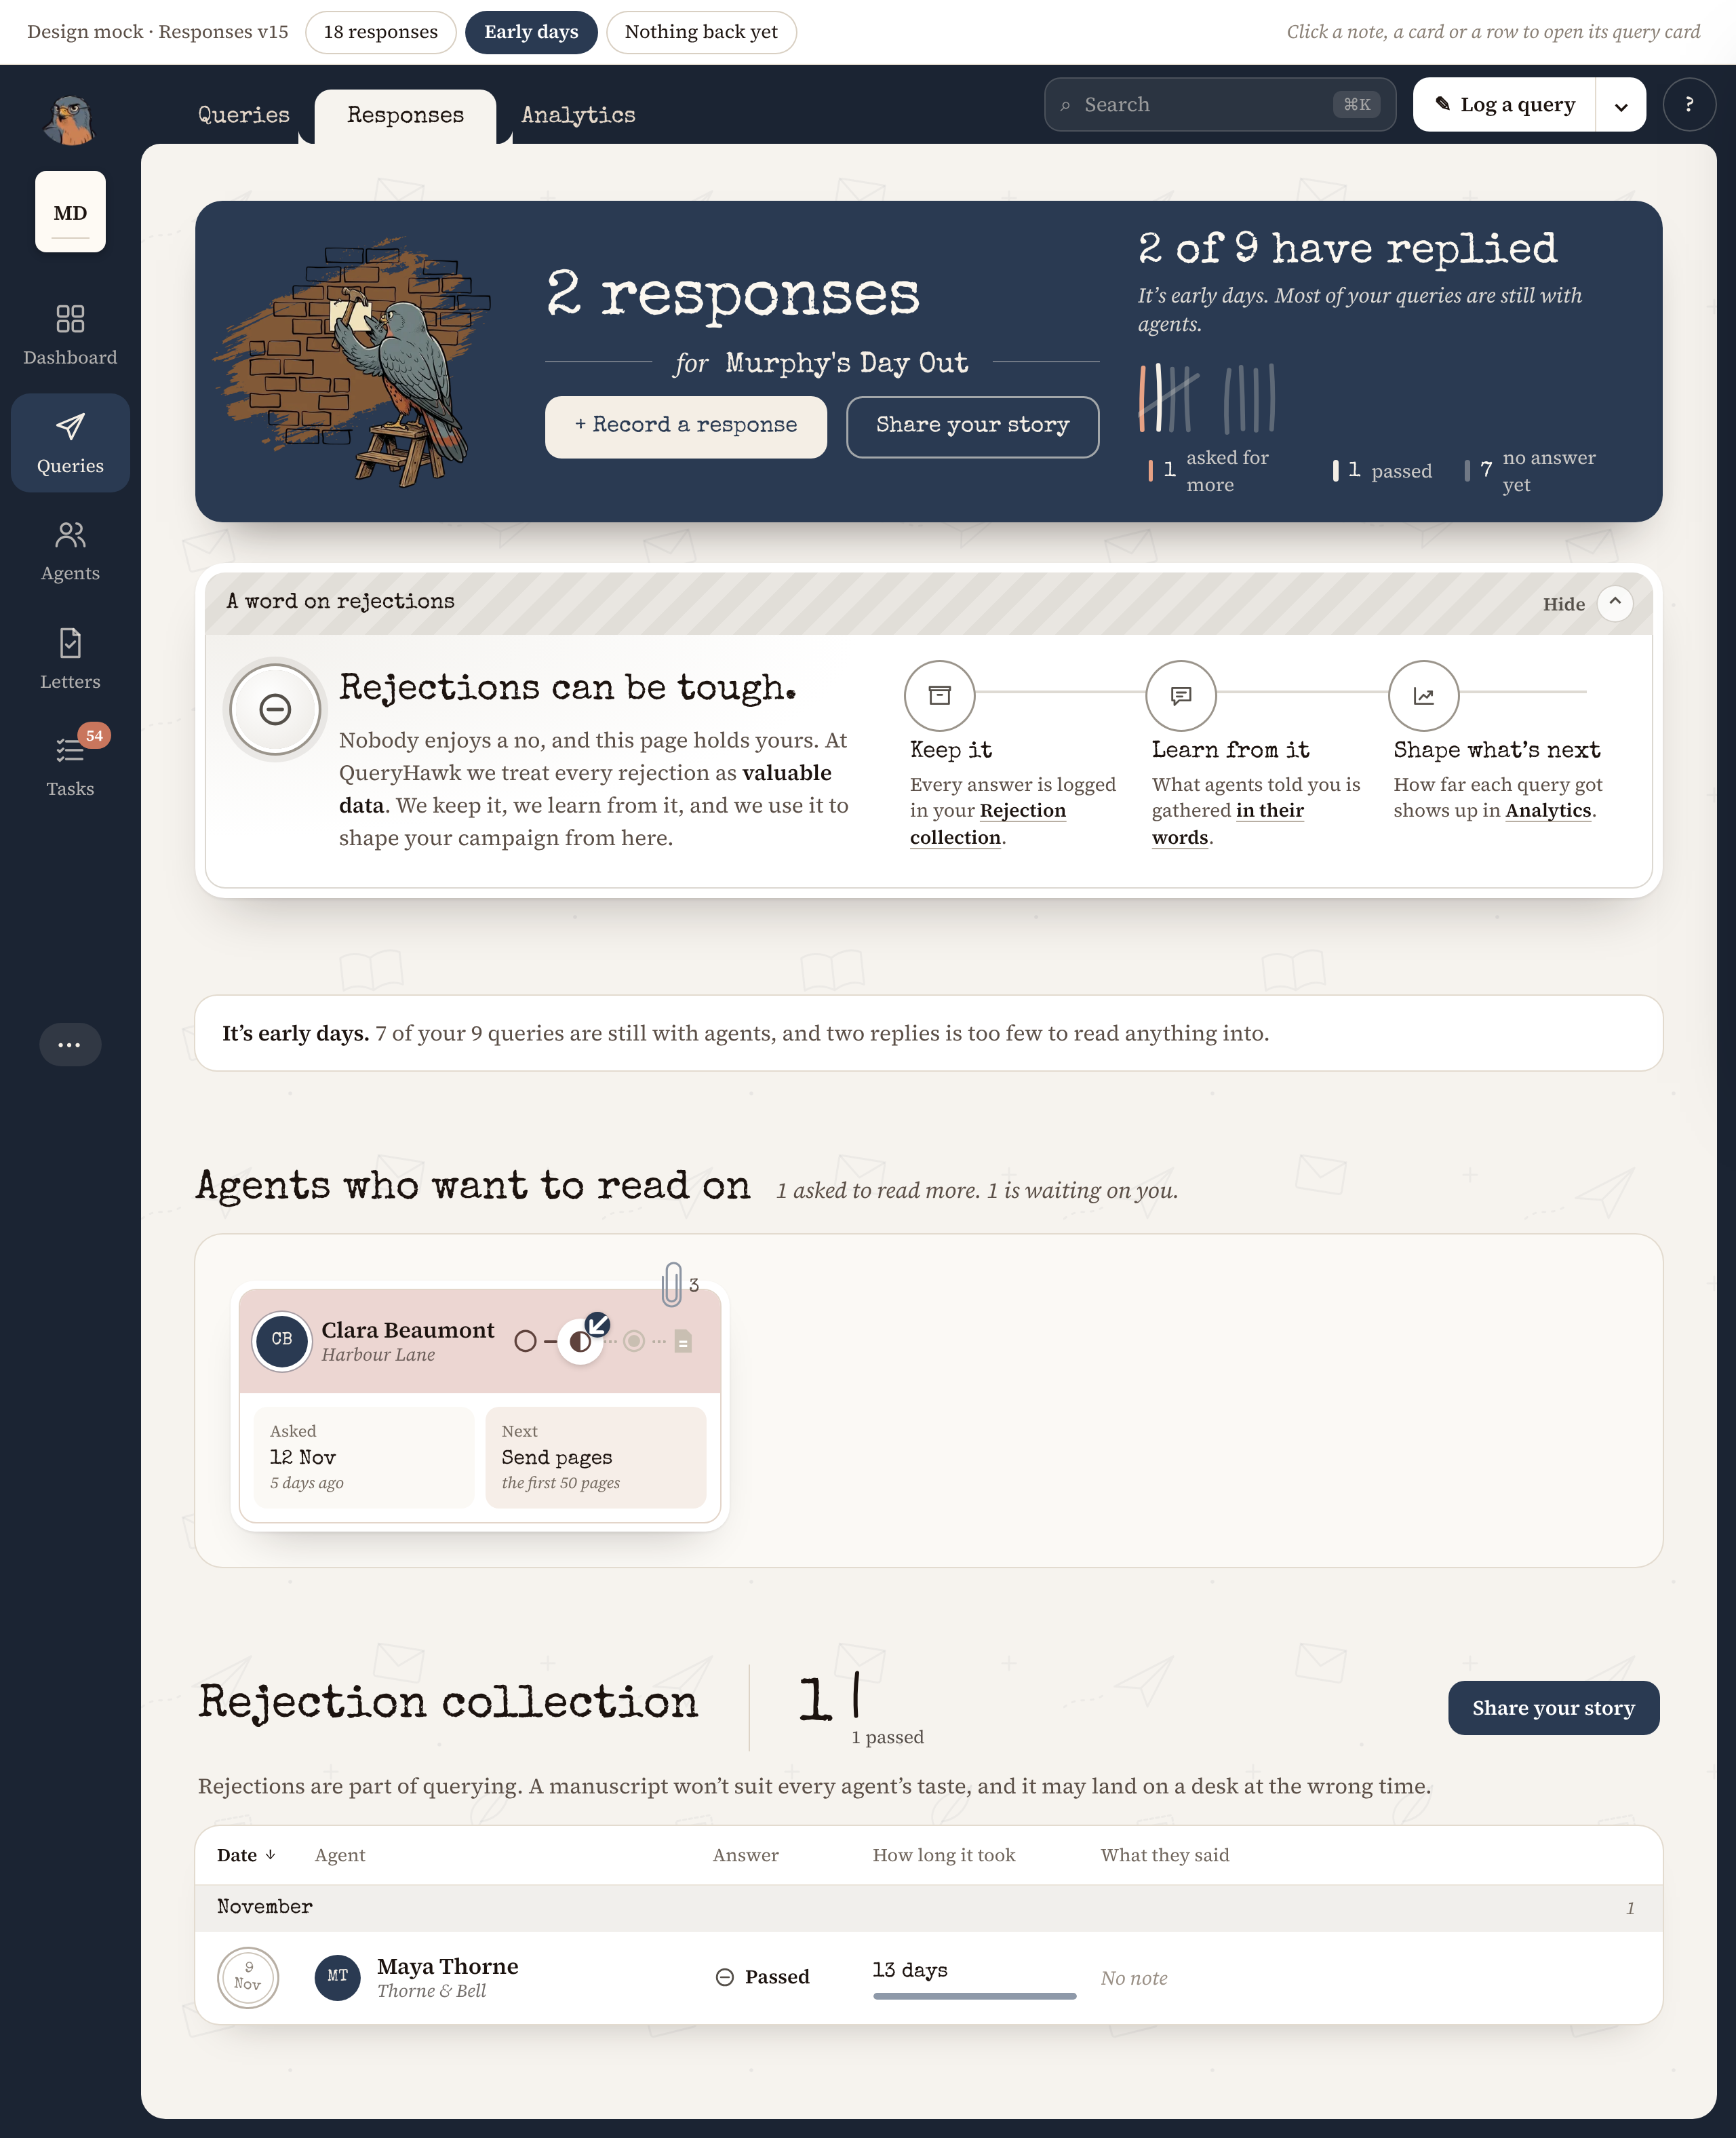 Design mock · Responses v15
18 responses
Early days
Nothing back yet
Click a note, a card or a row to open its query card
Queries
Responses
Analytics
Search
⌘K
Log a query
?
MD
Dashboard
Queries
Agents
Letters
54
Tasks
2 responses
for Murphy's Day Out
+ Record a response
Share your story
2 of 9 have replied
It’s early days. Most of your queries are still with
agents.
1 asked for
more
1 passed
7 no answer
yet
A word on rejections
Hide
Rejections can be tough.
Nobody enjoys a no, and this page holds yours. At
QueryHawk we treat every rejection as valuable
data. We keep it, we learn from it, and we use it to
shape your campaign from here.
Keep it
Every answer is logged
in your Rejection
collection.
Learn from it
What agents told you is
gathered in their
words.
Shape what’s next
How far each query got
shows up in Analytics.
It’s early days. 7 of your 9 queries are still with agents, and two replies is too few to read anything into.
Agents who want to read on
1 asked to read more. 1 is waiting on you.
3
CB
Clara Beaumont
Harbour Lane
Asked
12 Nov
5 days ago
Next
Send pages
the first 50 pages
Rejection collection
1
1 passed
Share your story
Rejections are part of querying. A manuscript won’t suit every agent’s taste, and it may land on a desk at the wrong time.
Date ↓
Agent
Answer
How long it took
What they said
November
1
9
Nov
MT
Maya Thorne
Thorne & Bell
Passed
13 days
No note